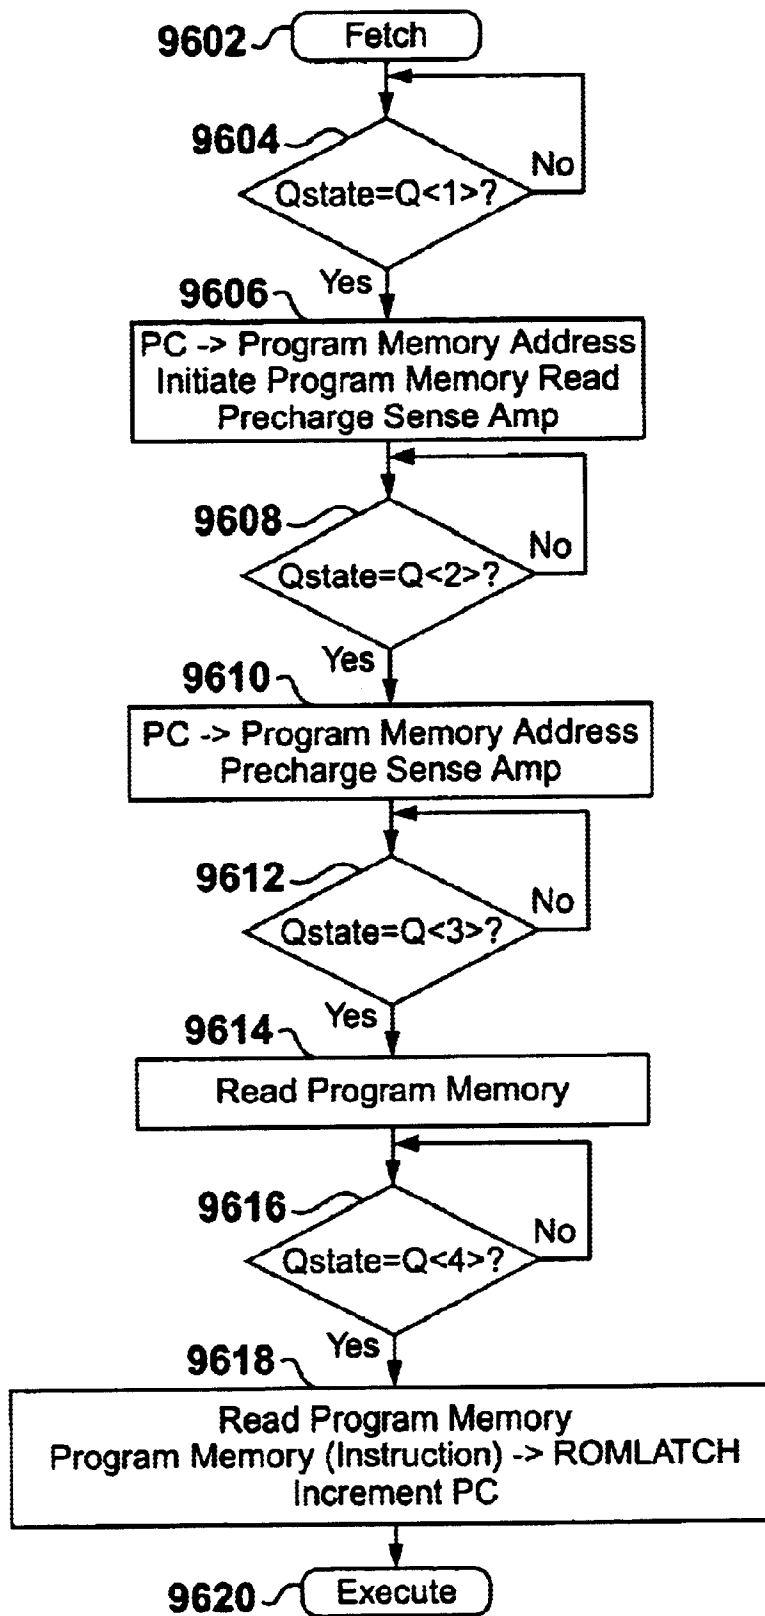 9602 Fetch
9604
Qstate=Q<1>? No
Yes
9606
PC -> Program Memory Address
Initiate Program Memory Read
Precharge Sense Amp
9608
Qstate=Q<2>? No
Yes
9610
PC -> Program Memory Address
Precharge Sense Amp
9612
Qstate=Q<3>? No
Yes
9614
Read Program Memory
9616
Qstate=Q<4>? No
Yes
9618
Read Program Memory
Program Memory (Instruction) -> ROMLATCH
Increment PC
9620 Execute